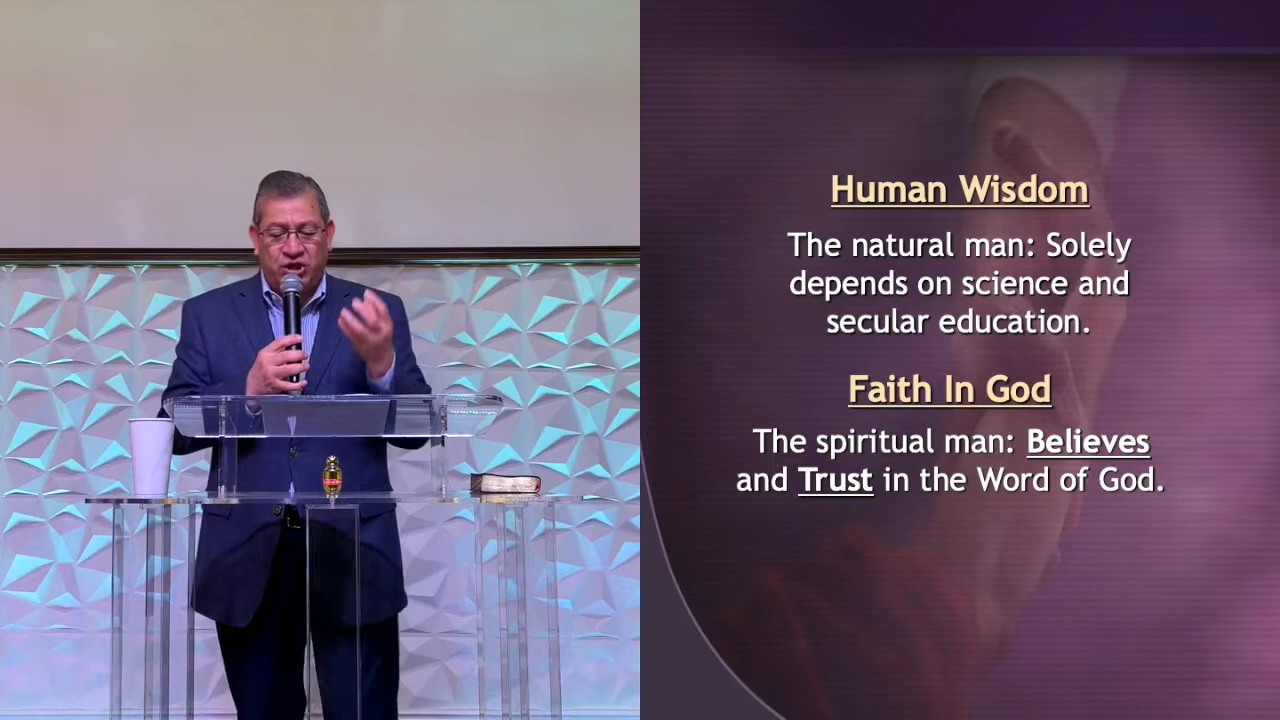 Human Wisdom
The natural man: Solely
depends on science and
secular education.
Faith In God
The spiritual man: Believes
and Trust in the Word of God.